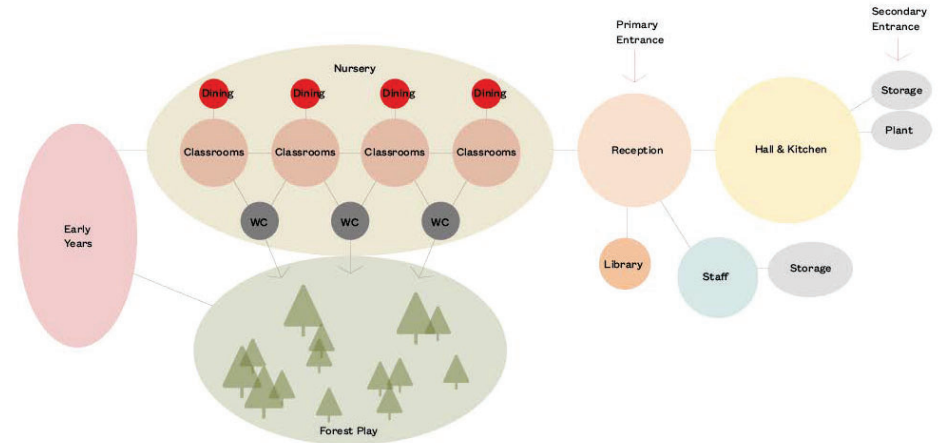 Primary
Entrance
Secondary
Entrance
Nursery
Dining
Dining
Dining
Dining
Storage
Plant
Classrooms
Classrooms
Classrooms
Classrooms
Reception
Hall & Kitchen
WC
WC
WC
Early
Years
Library
Staff
Storage
Forest Play